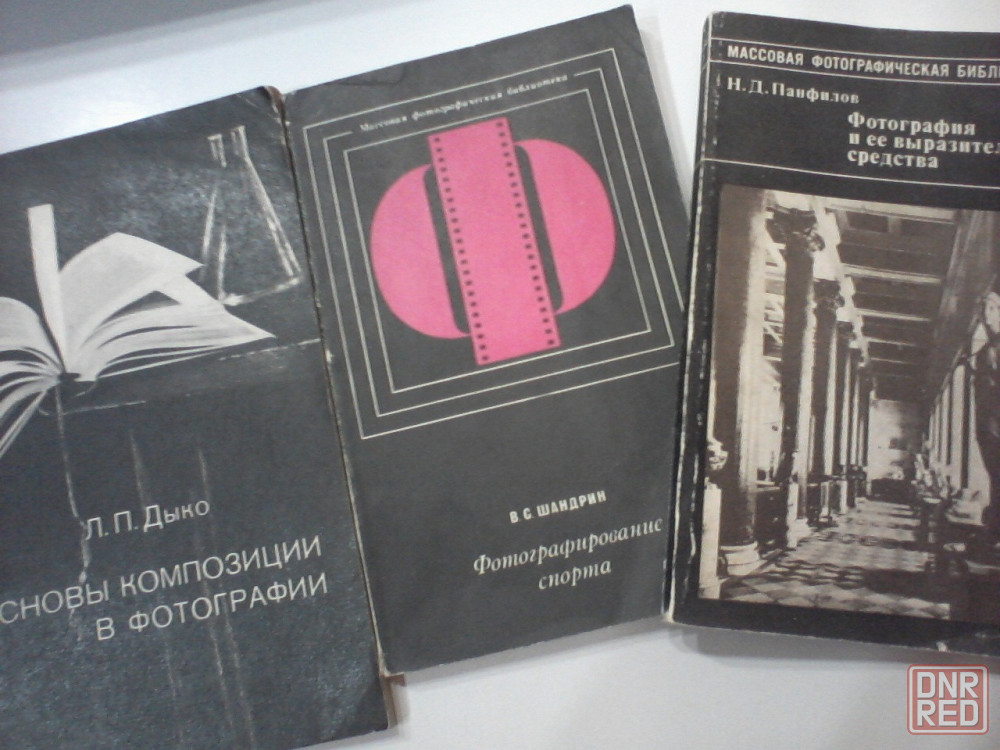 Л.П. Дыко
СНОВЫ КОМПОЗИЦИИ
В ФОТОГРАФИИ
Массовая фотографическая библиотека
В.С. ШАНДРИН
Фотографирование
спорта
МАССОВАЯ ФОТОГРАФИЧЕСКАЯ БИБЛИ
Н.Д.Панфилов
Фотография
и ее выразител
средства
DNR
RED